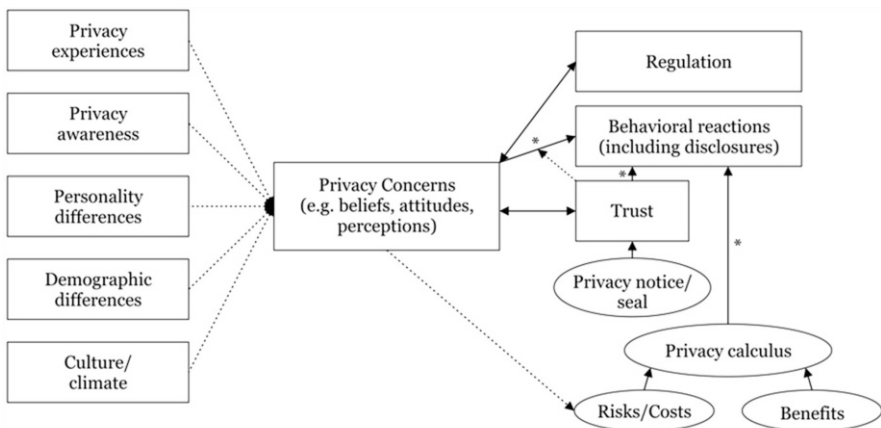 Privacy
experiences
Privacy
awareness
Personality
differences
Demographic
differences
Culture/
climate
Privacy Concerns
(e.g. beliefs, attitudes,
perceptions)
Regulation
*
Behavioral reactions
(including disclosures)
*
Trust
*
Privacy notice/
seal
Privacy calculus
Risks/Costs
Benefits